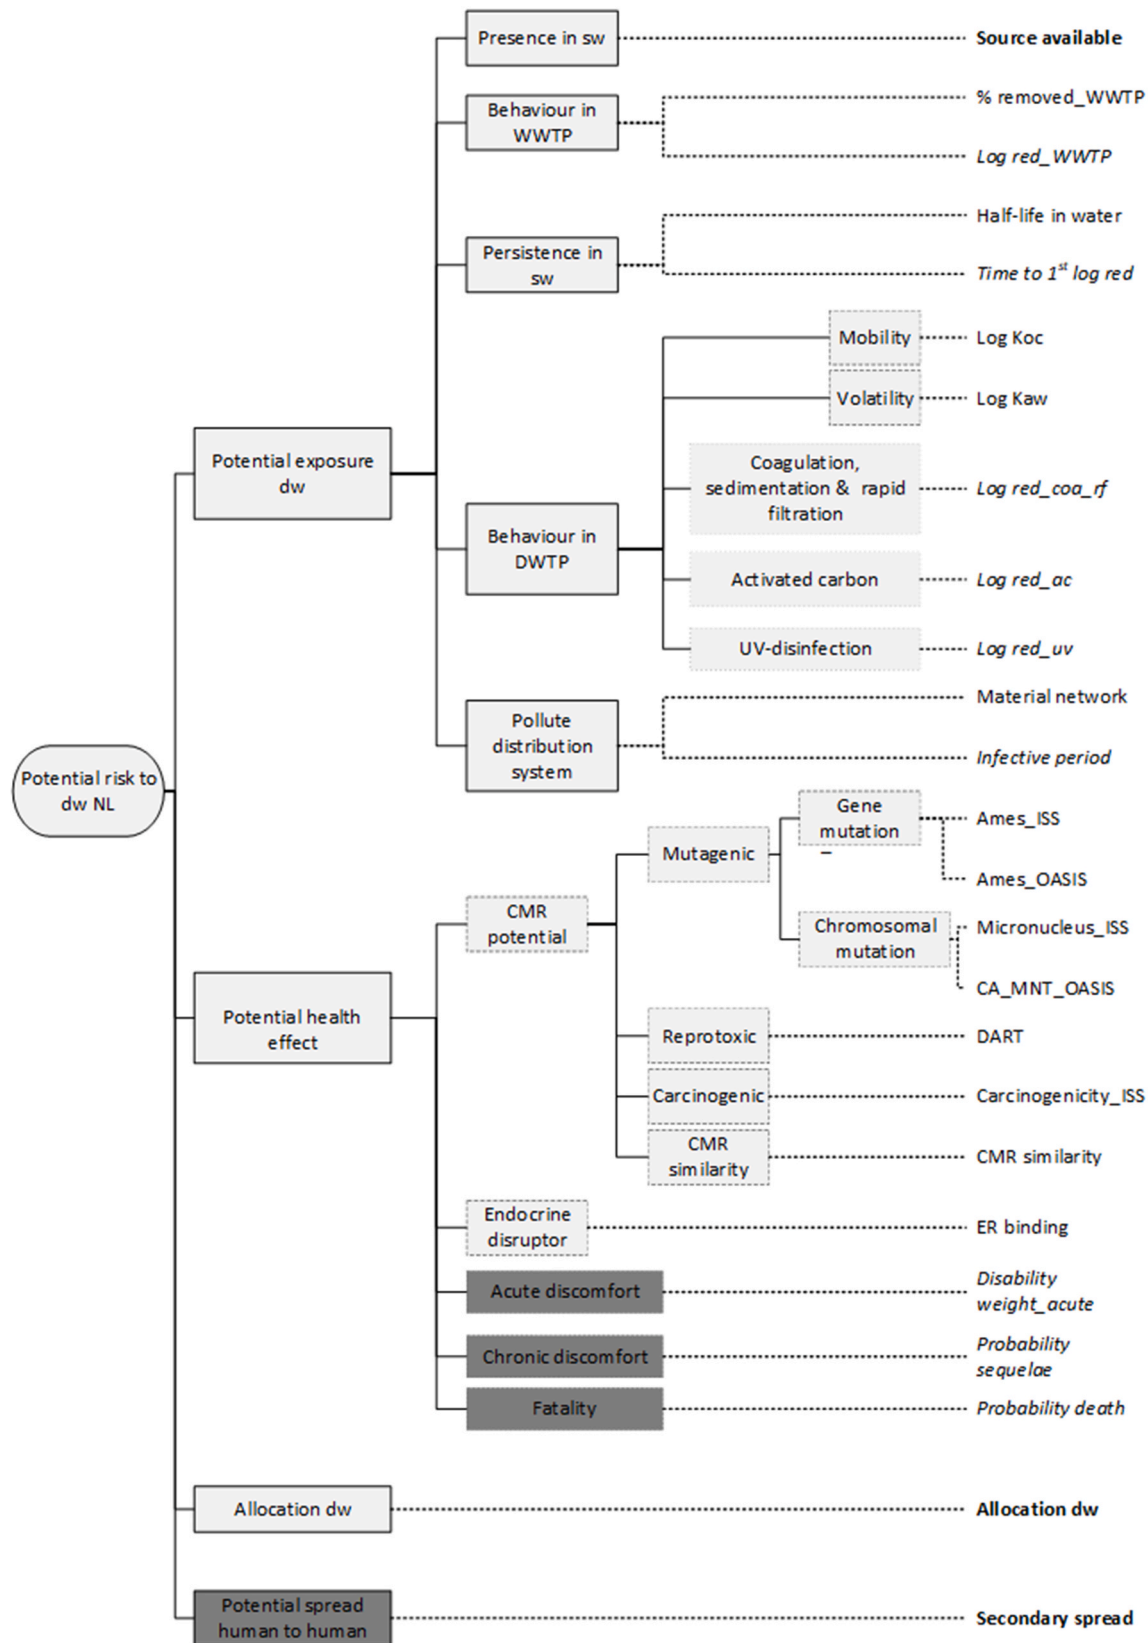 Presence in sw
Source available
Behaviour in
WWTP
% removed_WWTP
Log red_WWTP
Persistence in
sw
Half-life in water
Time to 1st log red
Mobility
Log Koc
Volatility
Log Kaw
Potential exposure
dw
Coagulation,
sedimentation & rapid
filtration
Log red_coa_rf
Behaviour in
DWTP
Activated carbon
Log red_ac
UV-disinfection
Log red_uv
Pollute
distribution
system
Material network
Infective period
Potential risk to
dw NL
Gene
mutation
–
Ames_ISS
Mutagenic
Ames_OASIS
CMR
potential
Chromosomal
mutation
Micronucleus_ISS
CA_MNT_OASIS
Potential health
effect
Reprotoxic
DART
Carcinogenic
Carcinogenicity_ISS
CMR
similarity
CMR similarity
Endocrine
disruptor
ER binding
Acute discomfort
Disability
weight_acute
Chronic discomfort
Probability
sequelae
Fatality
Probability death
Allocation dw
Allocation dw
Potential spread
human to human
Secondary spread